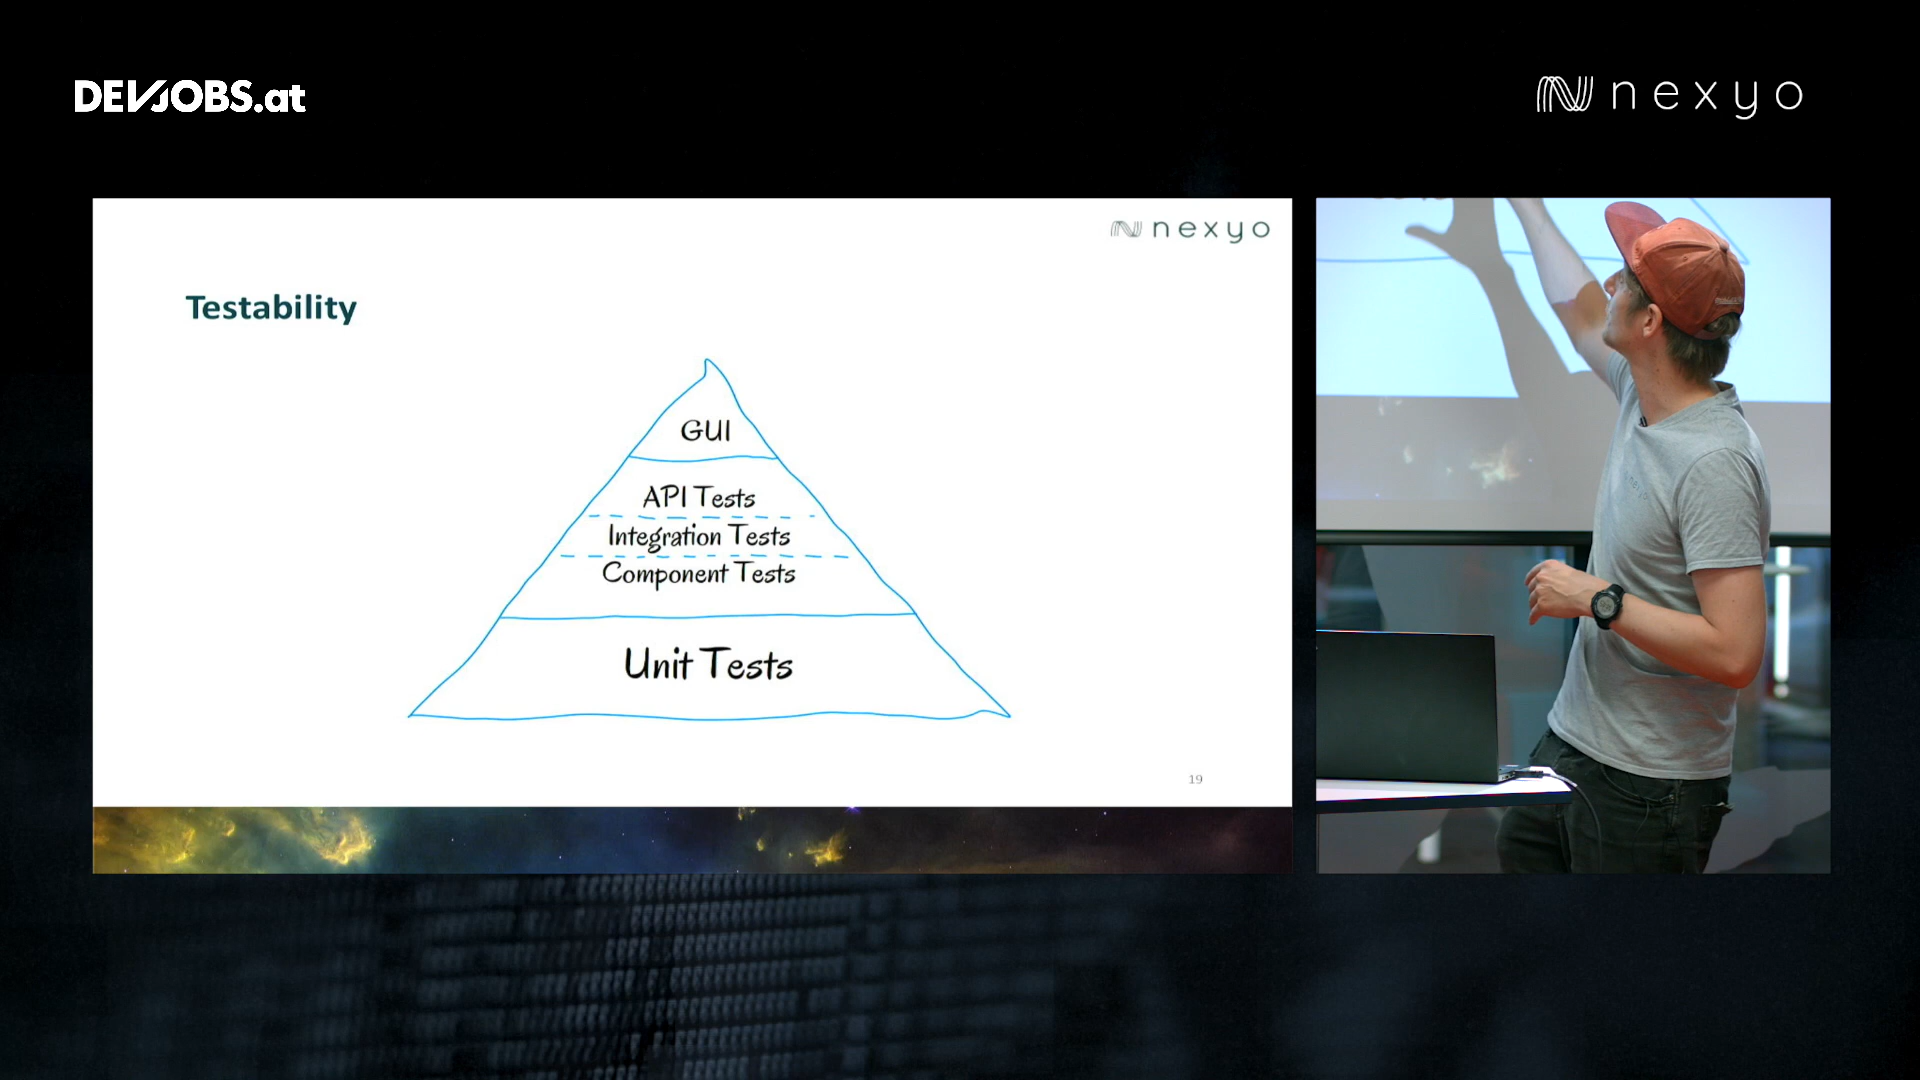 DEVJOBS.at
nexyo
nexyo
Testability
GUI
API Tests
Integration Tests
Component Tests
Unit Tests
19